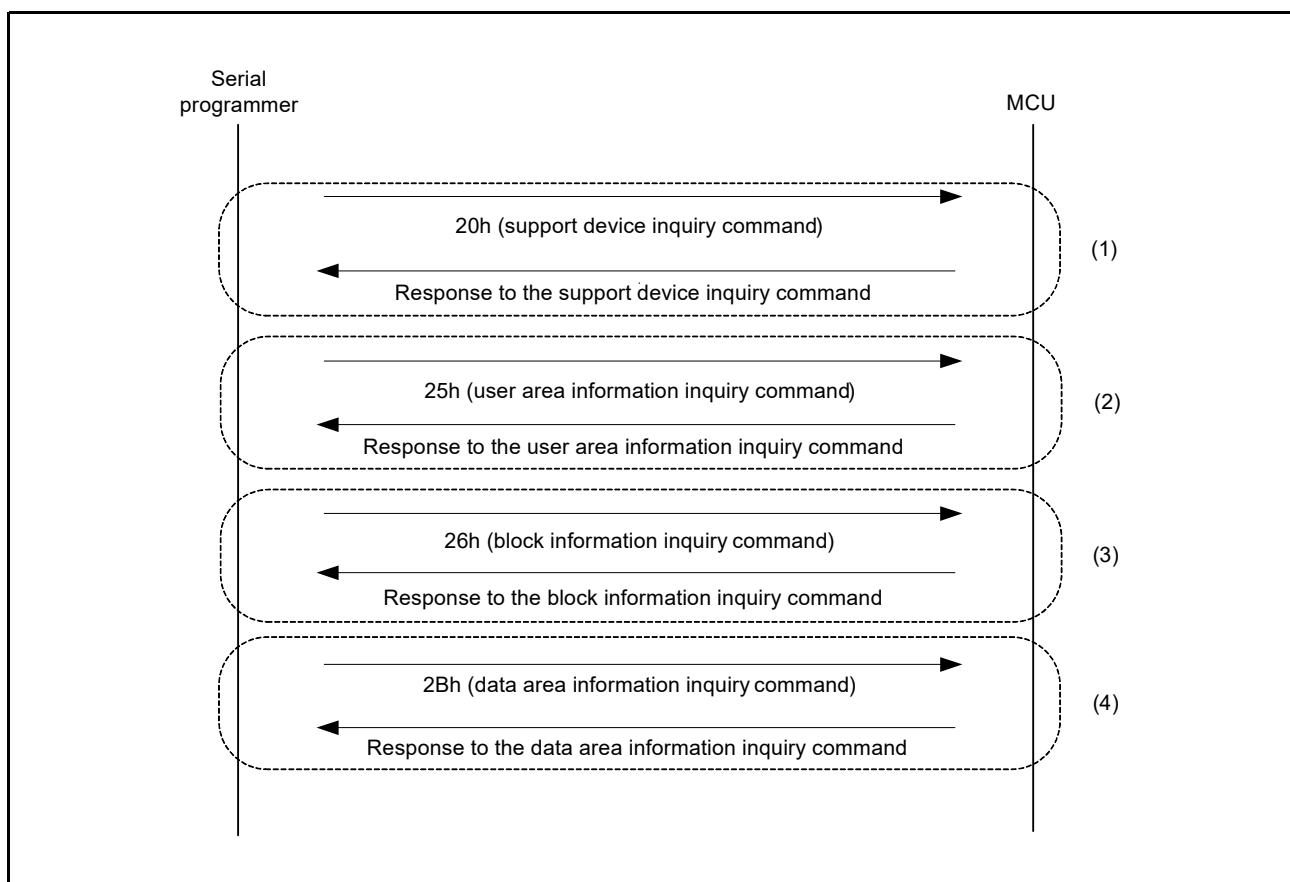 Serial
programmer
MCU
20h (support device inquiry command)
(1)
Response to the support device inquiry command
25h (user area information inquiry command)
(2)
Response to the user area information inquiry command
26h (block information inquiry command)
(3)
Response to the block information inquiry command
2Bh (data area information inquiry command)
(4)
Response to the data area information inquiry command